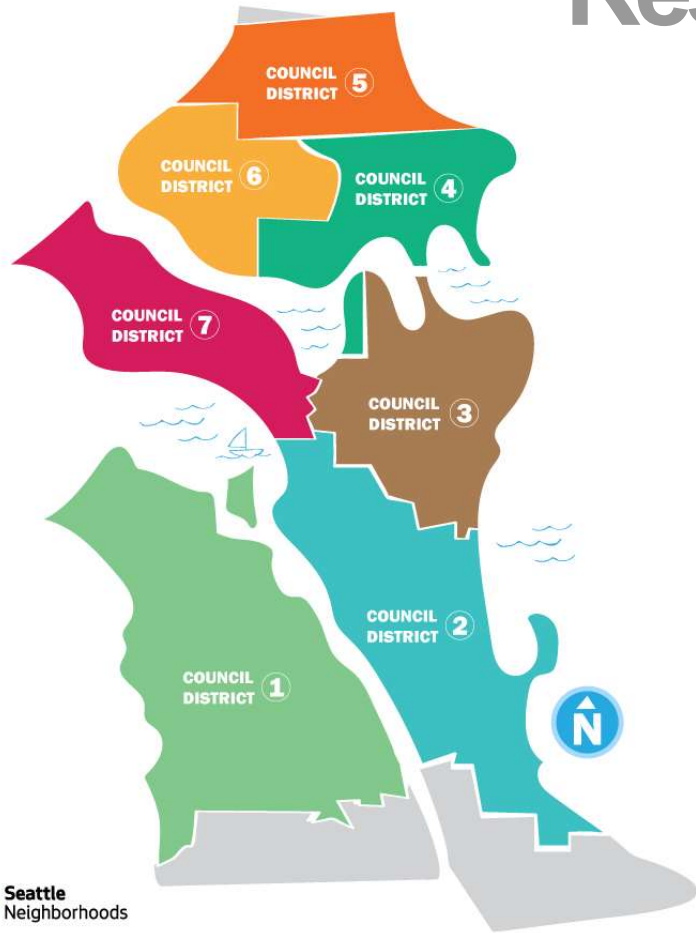 COUNCIL
DISTRICT 5
COUNCIL
DISTRICT 6
COUNCIL
DISTRICT 4
COUNCIL
DISTRICT 7
COUNCIL
DISTRICT 3
COUNCIL
DISTRICT 2
COUNCIL
DISTRICT 1
N
Seattle
Neighborhoods